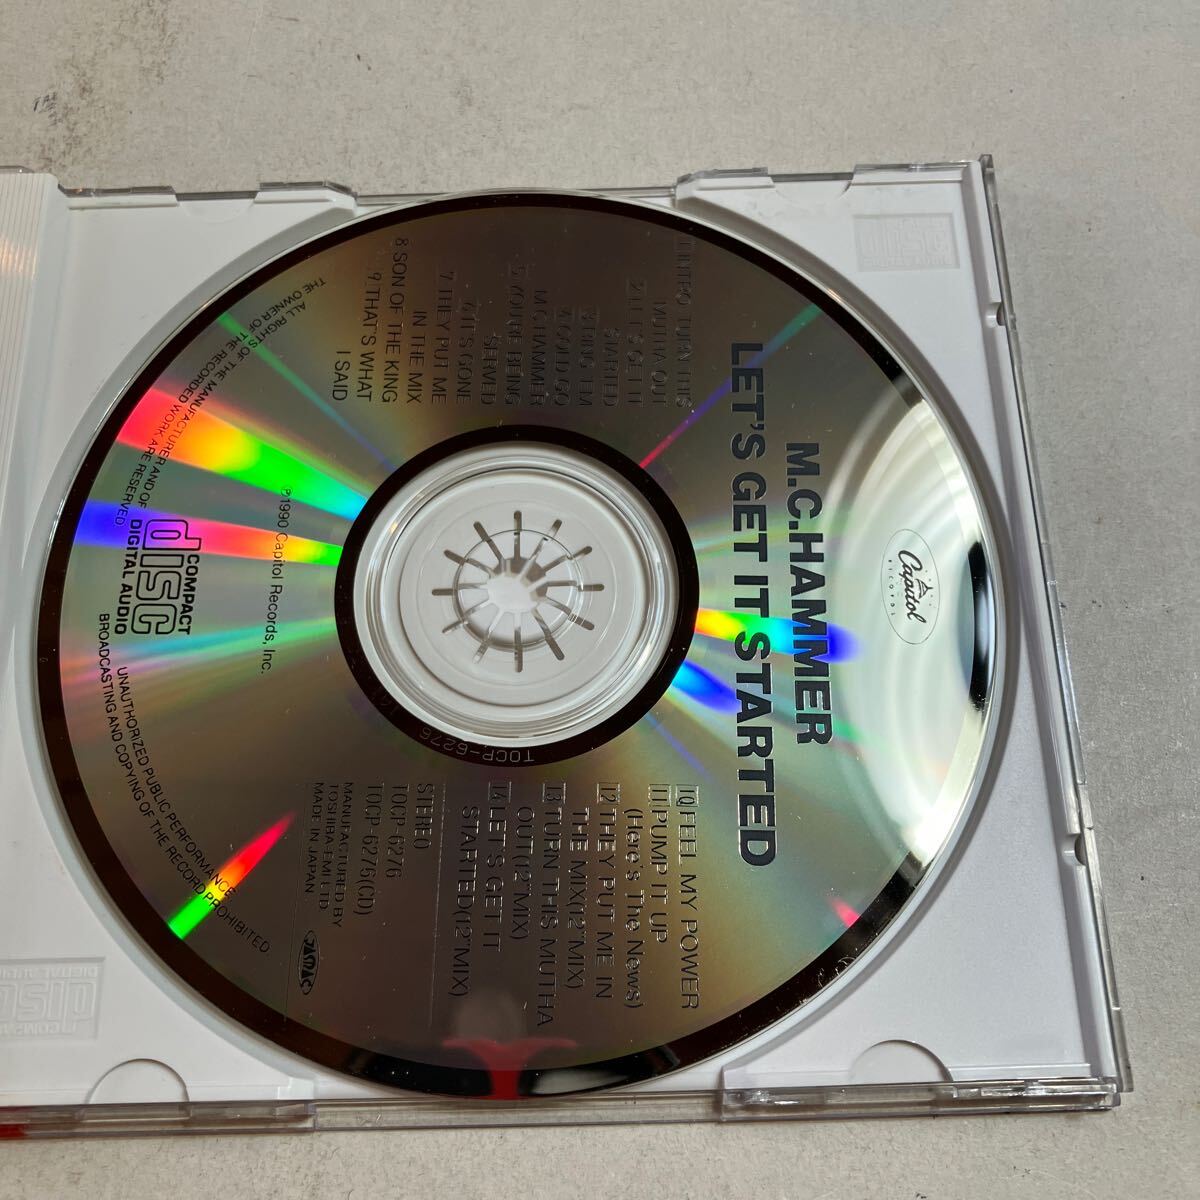 Capitol
RECORDS
M.C.HAMMER
LET'S GET IT STARTED
1 INTRO: TURN THIS
MUTHA OUT
2 LET'S GET IT
STARTED
3 RING 'EM
4 COLD GO
M.C.HAMMER
5 YOU'RE BEING
SERVED
6 IT'S GONE
7 THEY PUT ME
IN THE MIX
8 SON OF THE KING
9 THAT'S WHAT
I SAID
10 FEEL MY POWER
11 PUMP IT UP
(Here's The News)
12 THEY PUT ME IN
THE MIX(12"MIX)
13 TURN THIS MUTHA
OUT(12"MIX)
14 LET'S GET IT
STARTED(12"MIX)
STEREO
TOCP-6276
TOCP-6276(CD)
MANUFACTURED BY
TOSHIBA-EMI LTD.
MADE IN JAPAN
JASRAC
TOCP-6276
℗1990 Capitol Records, Inc.
COMPACT
disc
DIGITAL AUDIO
ALL RIGHTS OF THE MANUFACTURER AND OF
THE OWNER OF THE RECORDED WORK ARE RESERVED.
UNAUTHORIZED PUBLIC PERFORMANCE,
BROADCASTING AND COPYING OF THE RECORD PROHIBITED.